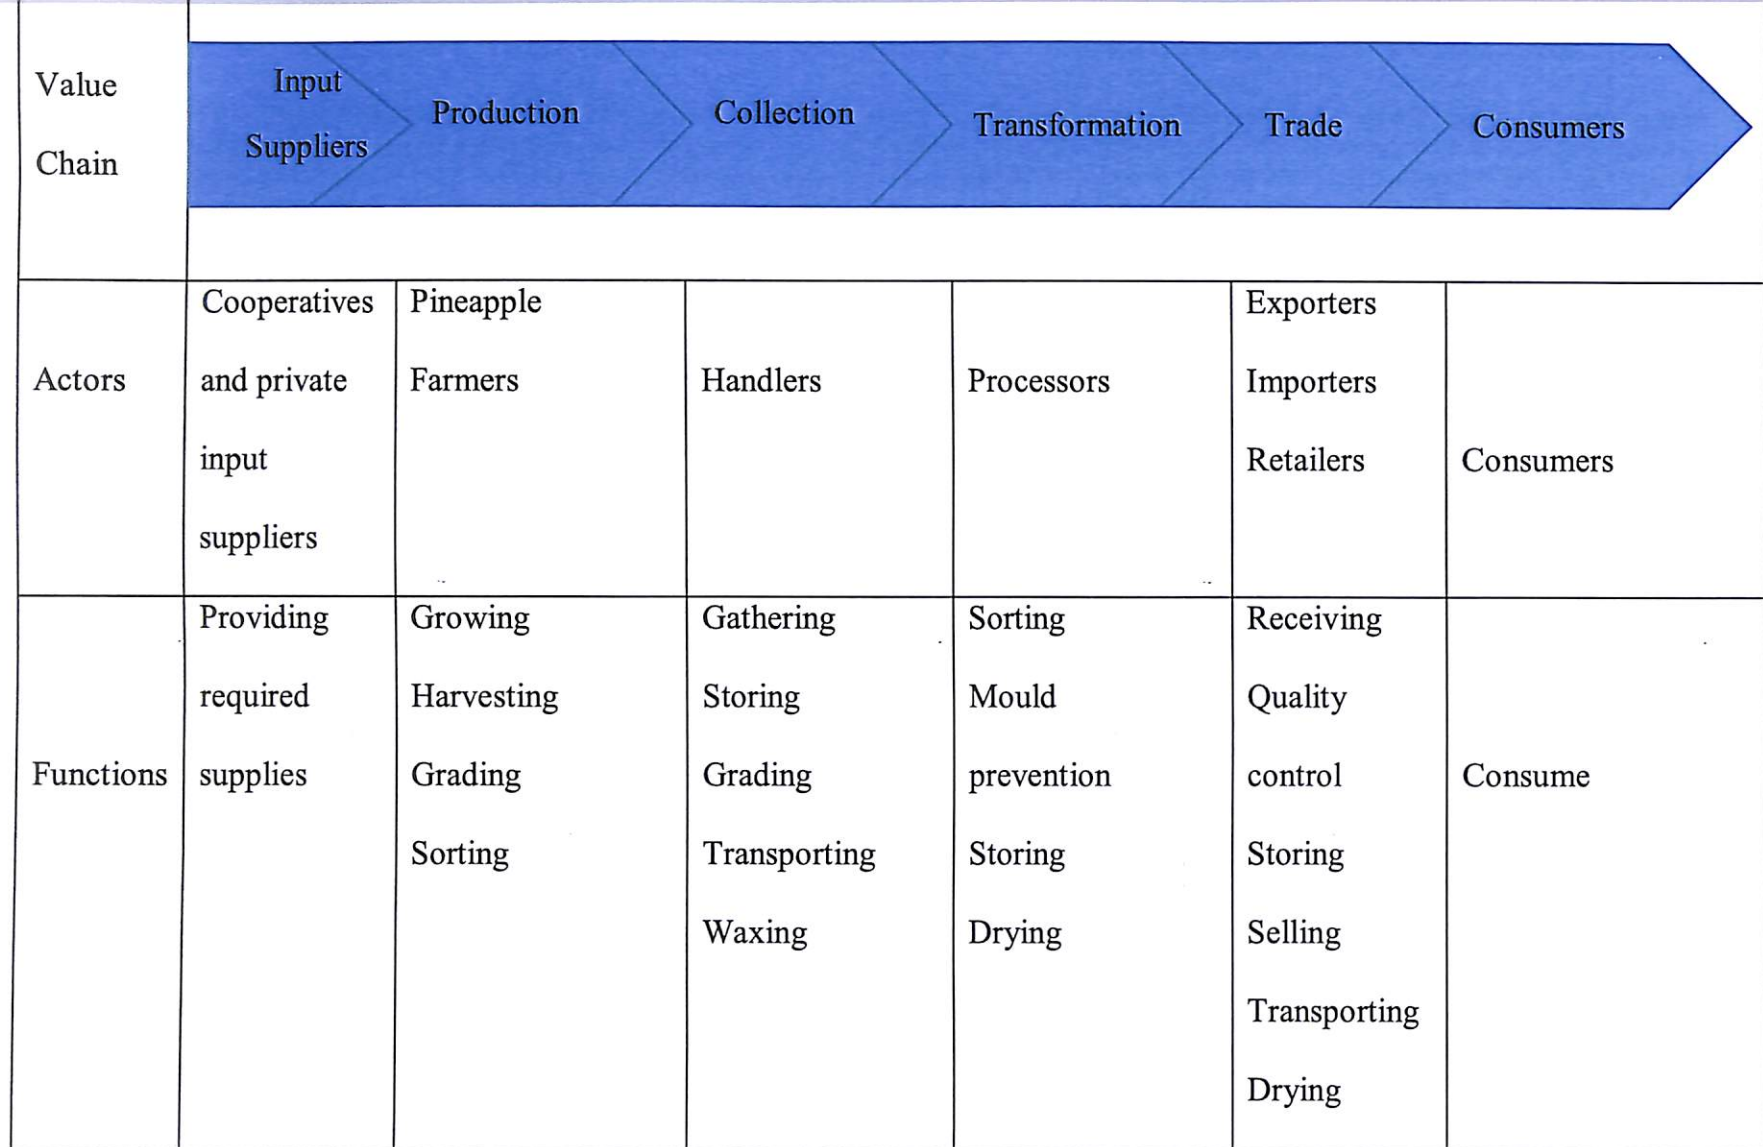 Value
Chain
Input
Suppliers
Production
Collection
Transformation
Trade
Consumers
Actors
Cooperatives
and private
input
suppliers
Pineapple
Farmers
Handlers
Processors
Exporters
Importers
Retailers
Consumers
Functions
Providing
required
supplies
Growing
Harvesting
Grading
Sorting
Gathering
Storing
Grading
Transporting
Waxing
Sorting
Mould
prevention
Storing
Drying
Receiving
Quality
control
Storing
Selling
Transporting
Drying
Consume